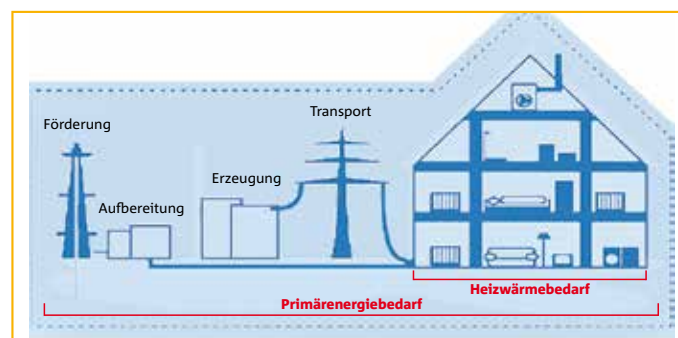 Transport
Förderung
Erzeugung
Aufbereitung
Heizwärmebedarf
Primärenergiebedarf